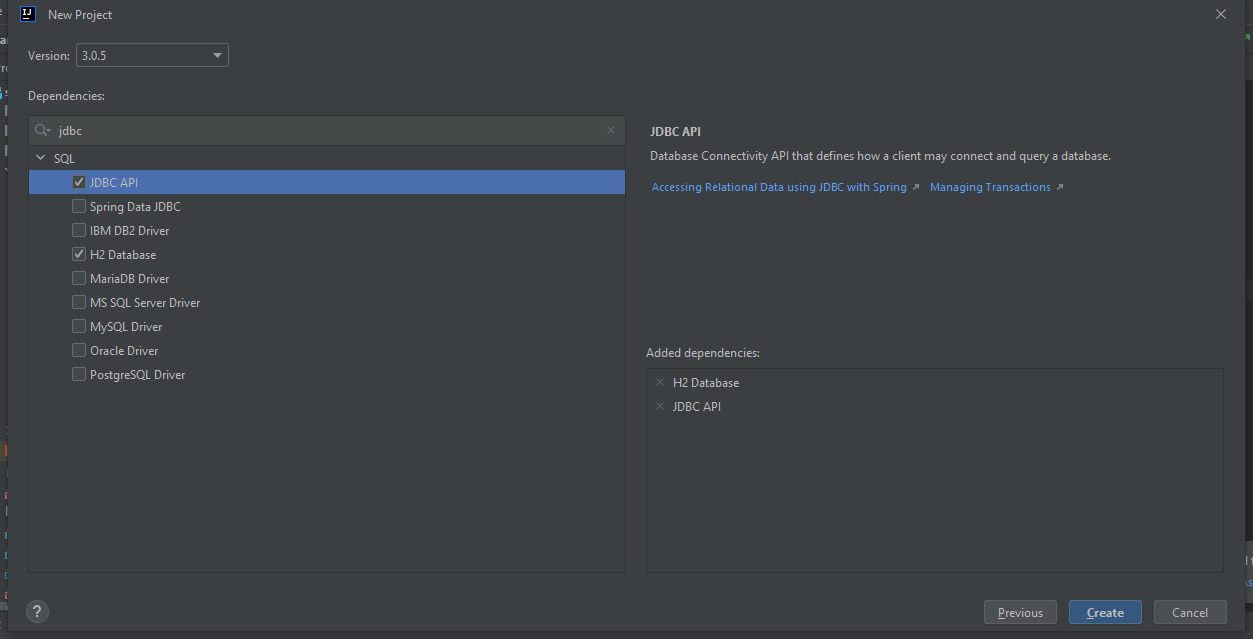 New Project
Version: 3.0.5
Dependencies:
jdbc
SQL
JDBC API
Spring Data JDBC
IBM DB2 Driver
H2 Database
MariaDB Driver
MS SQL Server Driver
MySQL Driver
Oracle Driver
PostgreSQL Driver
JDBC API
Database Connectivity API that defines how a client may connect and query a database.
Accessing Relational Data using JDBC with Spring ↗ Managing Transactions ↗
Added dependencies:
H2 Database
JDBC API
?
Previous Create Cancel